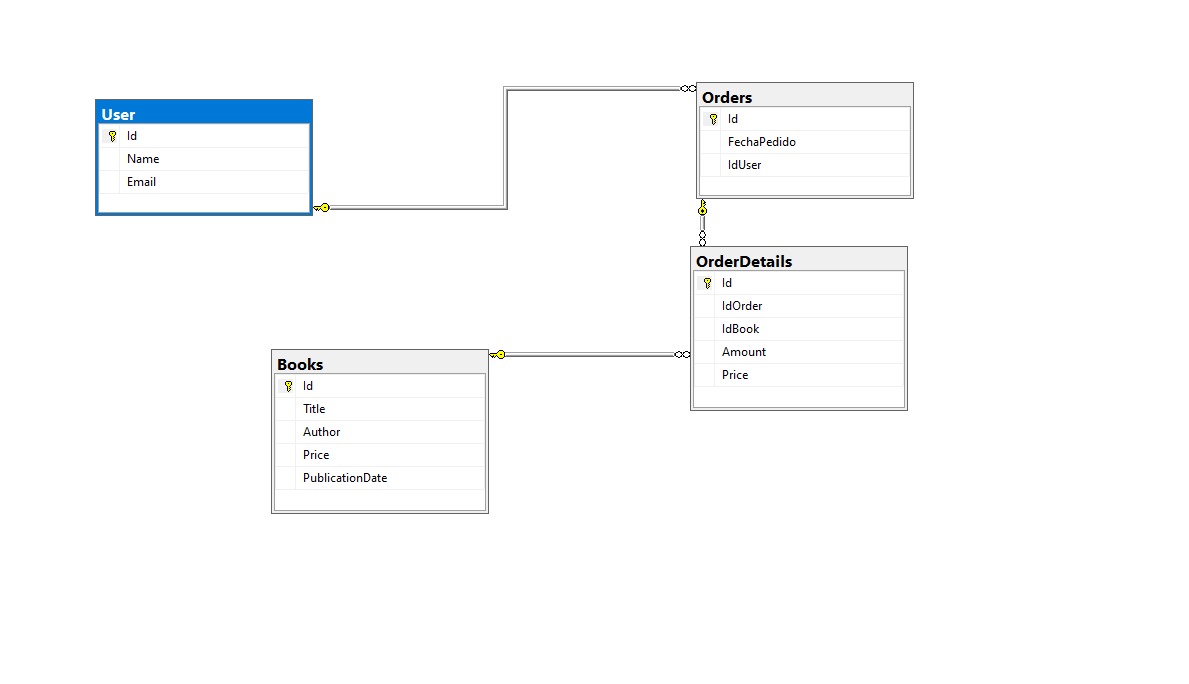 User
Id
Name
Email
Orders
Id
FechaPedido
IdUser
OrderDetails
Id
IdOrder
IdBook
Amount
Price
Books
Id
Title
Author
Price
PublicationDate